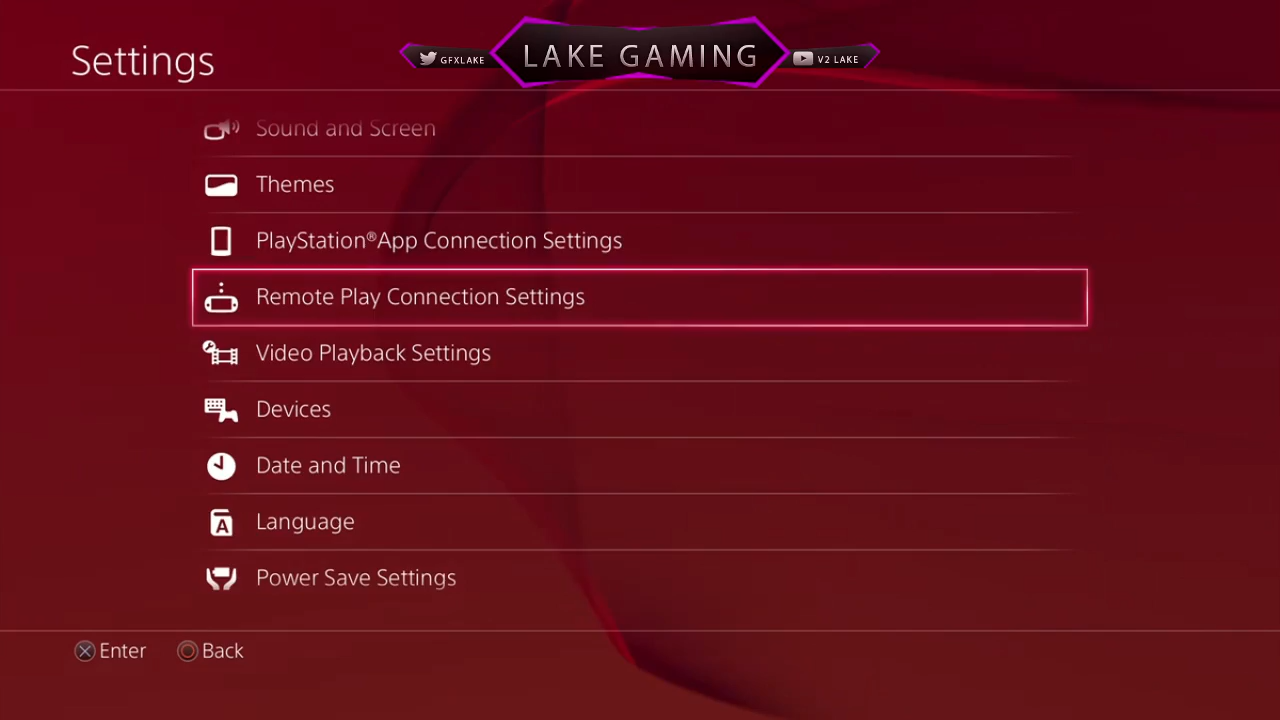 Settings
GFXLAKE
LAKE GAMING
V2 LAKE
Sound and Screen
Themes
PlayStation®App Connection Settings
Remote Play Connection Settings
Video Playback Settings
Devices
Date and Time
Language
Power Save Settings
Enter
Back